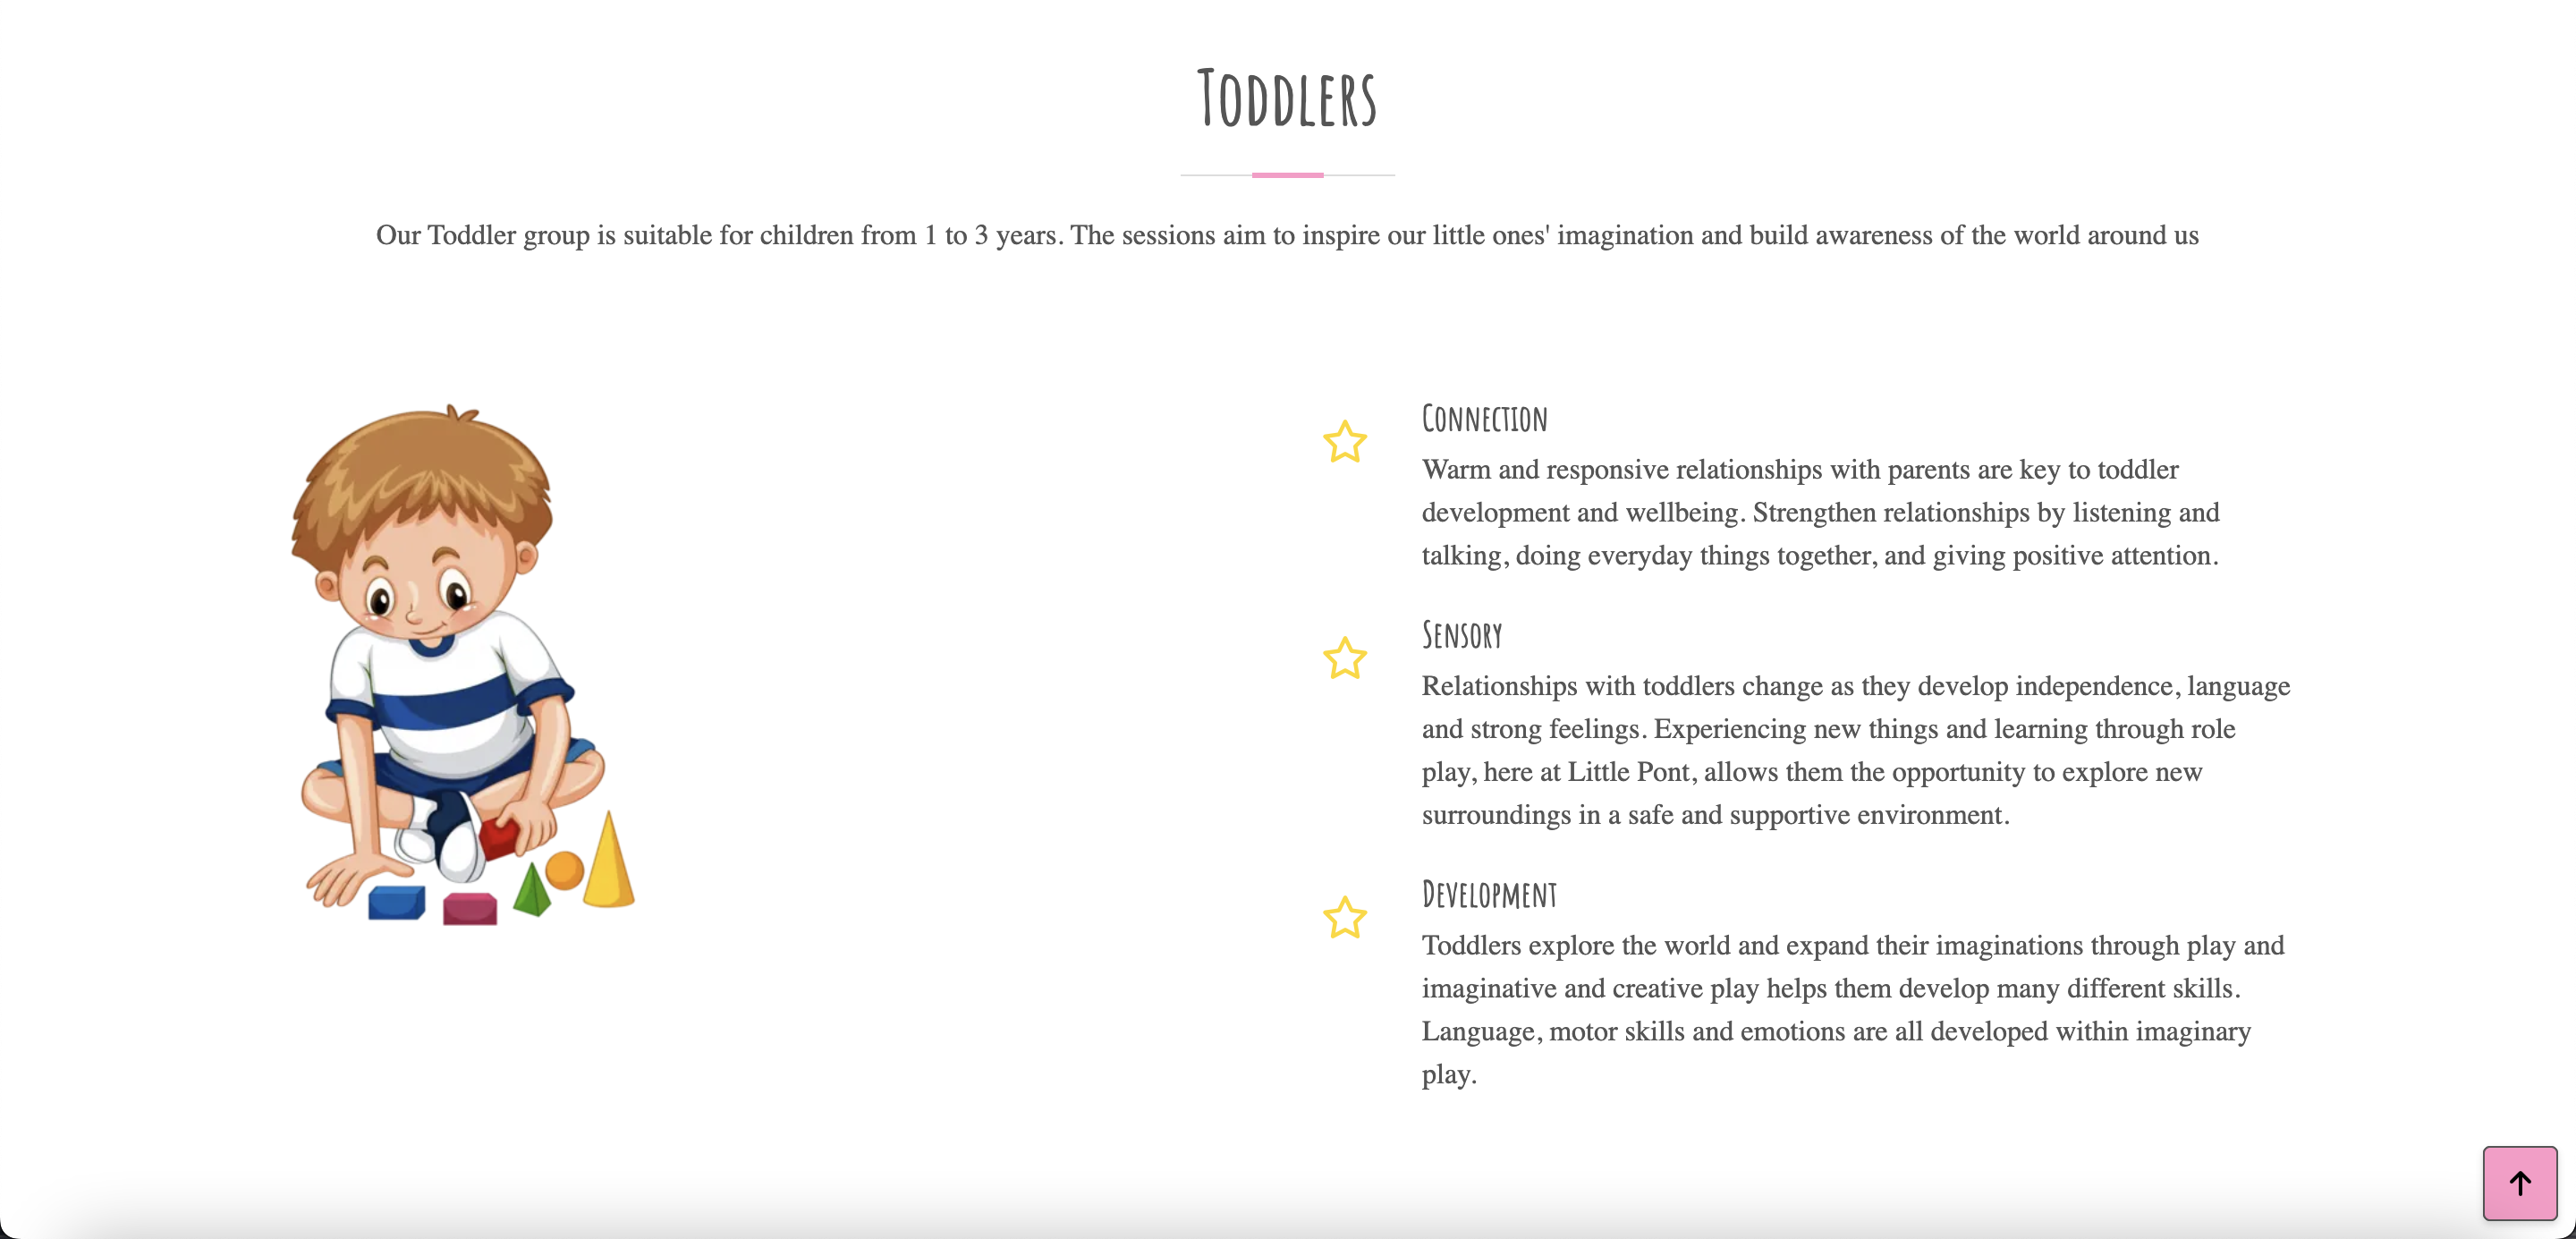 Toddlers
Our Toddler group is suitable for children from 1 to 3 years. The sessions aim to inspire our little ones' imagination and build awareness of the world around us
Connection
Warm and responsive relationships with parents are key to toddler
development and wellbeing. Strengthen relationships by listening and
talking, doing everyday things together, and giving positive attention.
Sensory
Relationships with toddlers change as they develop independence, language
and strong feelings. Experiencing new things and learning through role
play, here at Little Pont, allows them the opportunity to explore new
surroundings in a safe and supportive environment.
Development
Toddlers explore the world and expand their imaginations through play and
imaginative and creative play helps them develop many different skills.
Language, motor skills and emotions are all developed within imaginary
play.